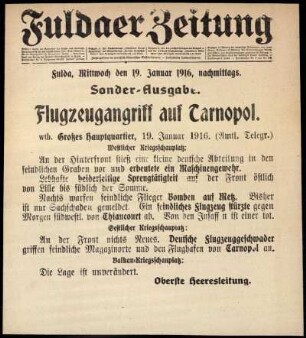 Fuldaer Zeitung
Fulda, Mittwoch den 19. Januar 1916, nachmittags.
Sonder-Ausgabe.
Flugzeugangriff auf Tarnopol.
wtb. Großes Hauptquartier, 19. Januar 1916. (Amtl. Telegr.)
Westlicher Kriegsschauplatz:
An der Yserfront stieß eine kleine deutsche Abteilung in den
feindlichen Graben vor und erbeutete ein Maschinengewehr.
Lebhafte beiderseitige Sprengtätigkeit auf der Front östlich
von Lille bis südlich der Somme.
Nachts warfen feindliche Flieger Bomben auf Metz. Bisher
ist nur Sachschaden gemeldet. Ein feindliches Flugzeug stürzte gegen
Morgen südwestl. von Thiaucourt ab. Von den Insassen ist einer tot.
Oestlicher Kriegsschauplatz:
An der Front nichts Neues. Deutsche Flugzeuggeschwader
griffen feindliche Magazinorte und den Flughafen von Tarnopol an.
Balkan-Kriegsschauplatz:
Die Lage ist unverändert.
Oberste Heeresleitung.